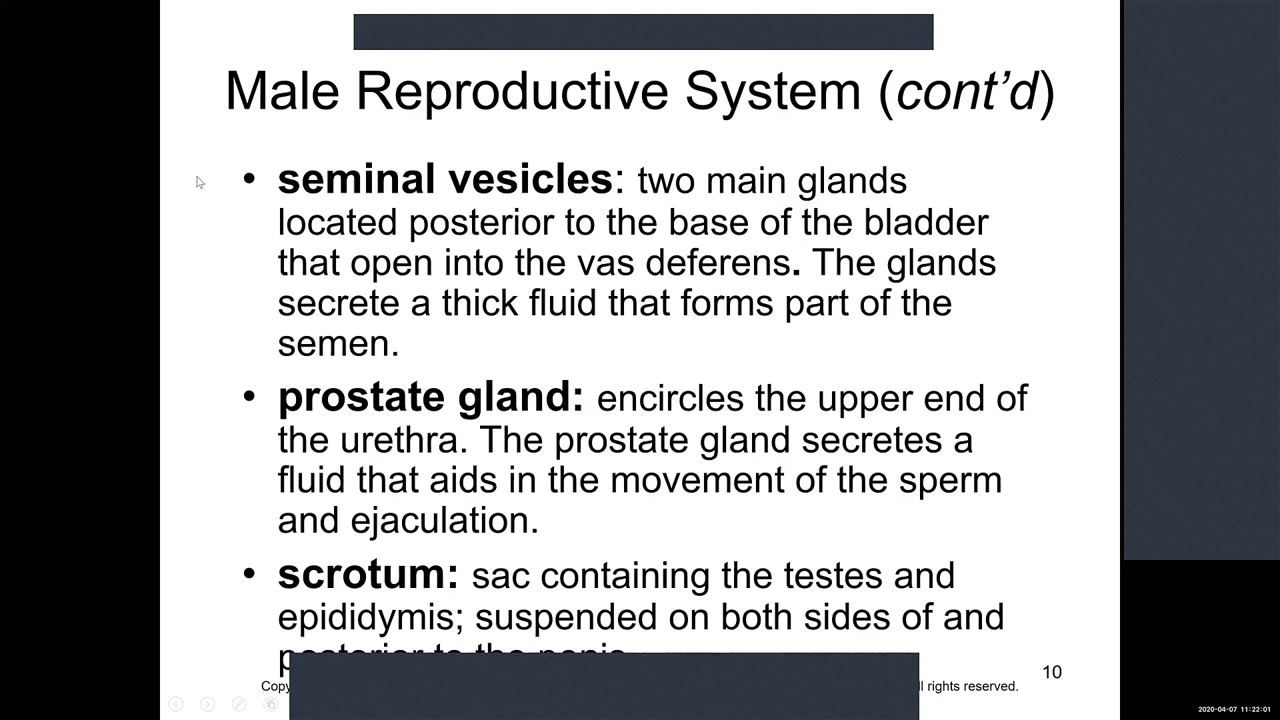 Male Reproductive System (cont’d)
• seminal vesicles: two main glands
located posterior to the base of the bladder
that open into the vas deferens. The glands
secrete a thick fluid that forms part of the
semen.
• prostate gland: encircles the upper end of
the urethra. The prostate gland secretes a
fluid that aids in the movement of the sperm
and ejaculation.
• scrotum: sac containing the testes and
epididymis; suspended on both sides of and
posterior to the penis
10
rights reserved.
2020-04-07 11:22:01